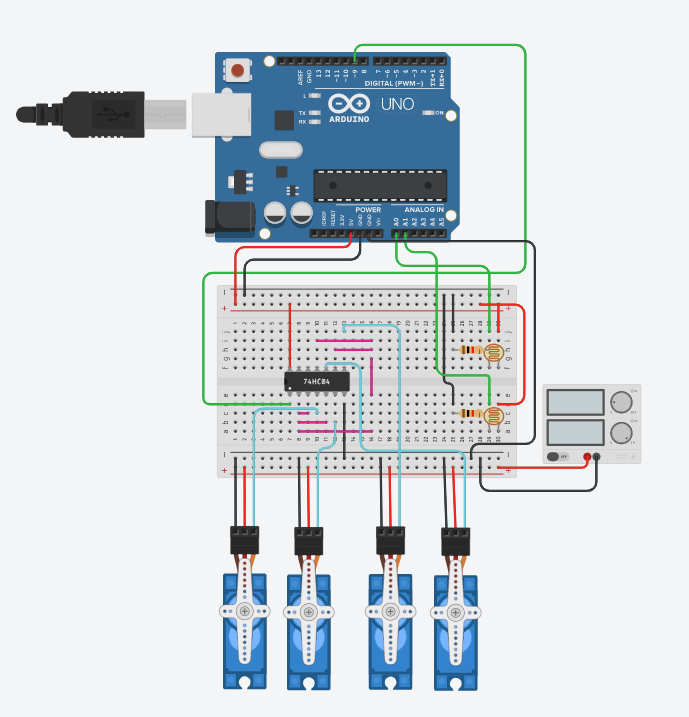 AREF
GND
13
12
~11
~10
~9
8
7
~6
~5
4
~3
2
TX→1
RX←0
DIGITAL (PWM~)
L
TX
RX
UNO
ARDUINO
ON
POWER
ANALOG IN
IOREF
RESET
3.3V
5V
GND
GND
Vin
A0
A1
A2
A3
A4
A5
74HC04
OFF